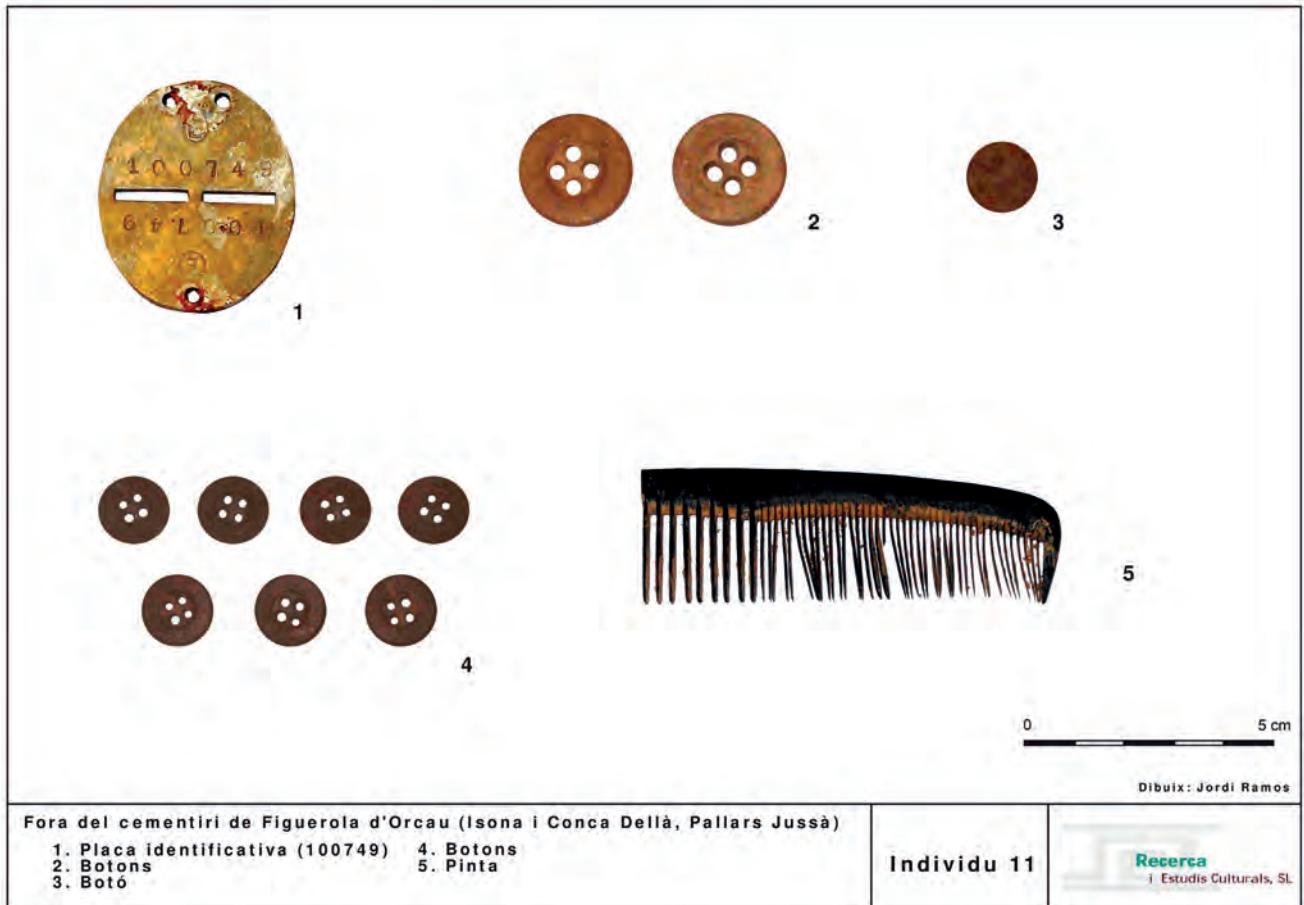 100749
100749
1
2
3
4
5
0 5 cm
Dibuix: Jordi Ramos
Fora del cementiri de Figuerola d'Orcau (Isona i Conca Dellà, Pallars Jussà)
1. Placa identificativa (100749) 4. Botons
2. Botons 5. Pinta
3. Botó
Individu 11
Recerca
i Estudis Culturals, SL